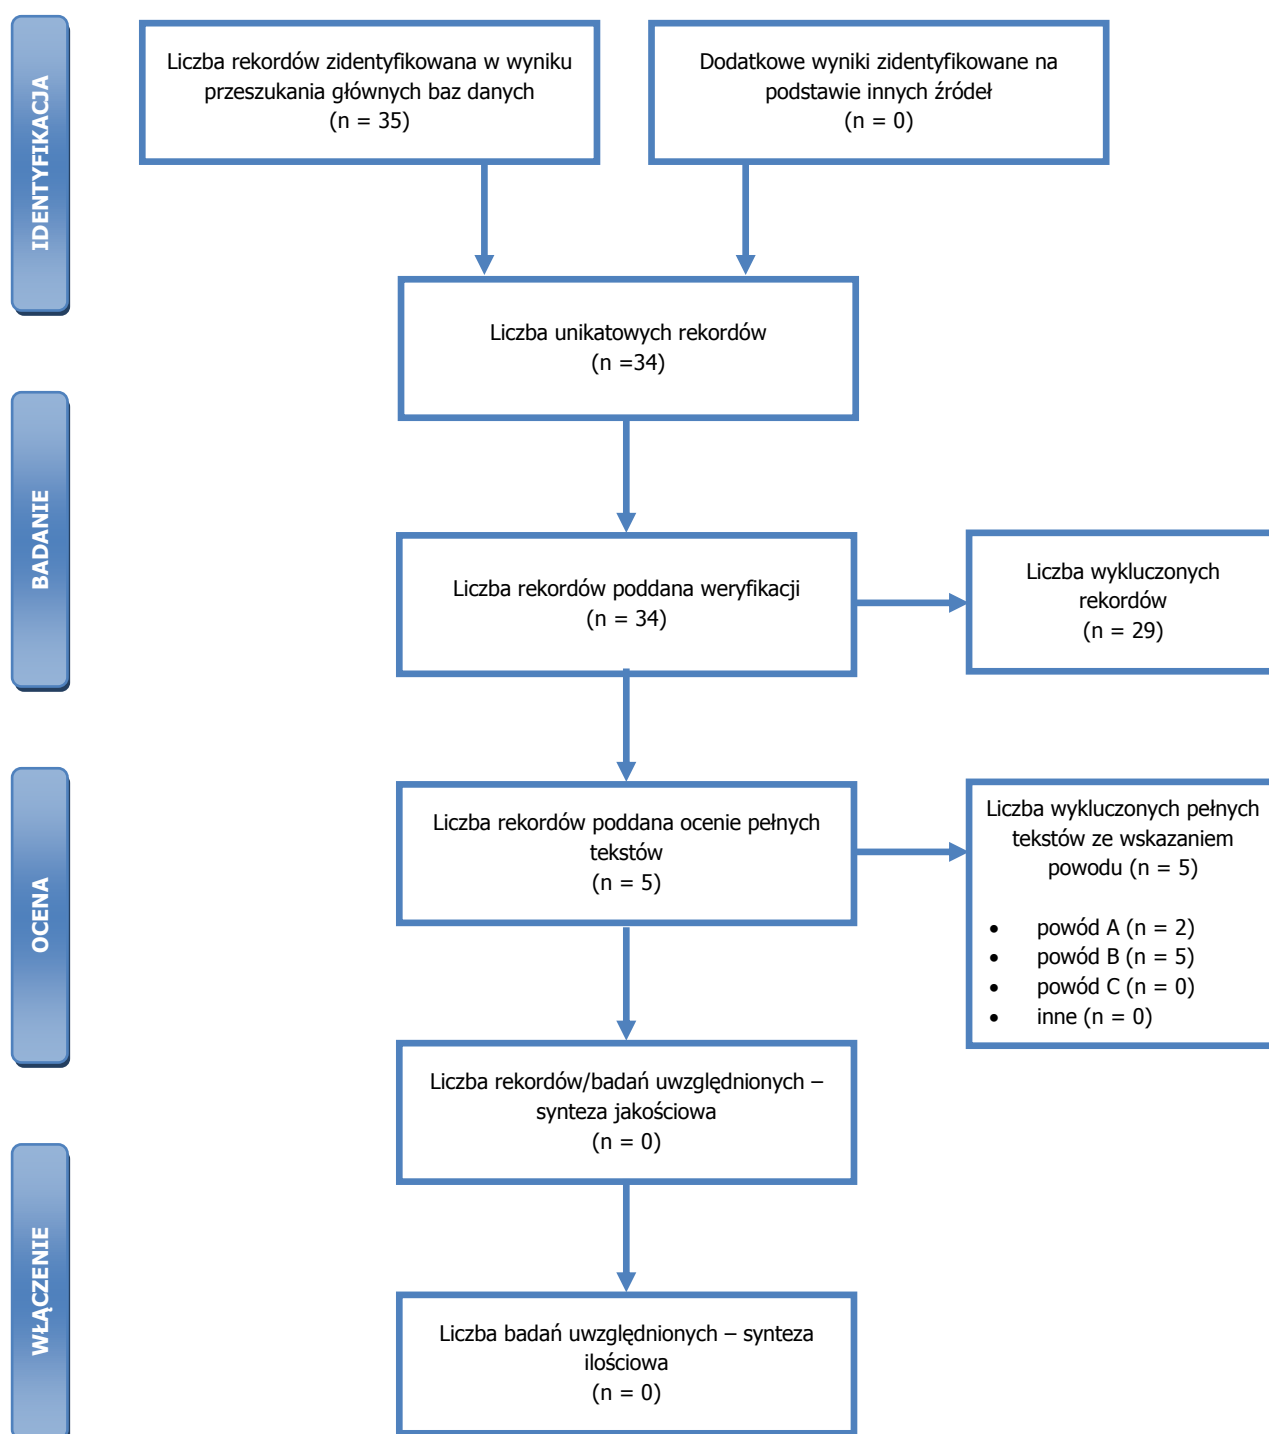 IDENTYFIKACJA
Liczba rekordów zidentyfikowana w wyniku
przeszukania głównych baz danych
(n = 35)
Dodatkowe wyniki zidentyfikowane na
podstawie innych źródeł
(n = 0)
Liczba unikatowych rekordów
(n =34)
BADANIE
Liczba rekordów poddana weryfikacji
(n = 34)
Liczba wykluczonych
rekordów
(n = 29)
OCENA
Liczba rekordów poddana ocenie pełnych
tekstów
(n = 5)
Liczba wykluczonych pełnych
tekstów ze wskazaniem
powodu (n = 5)
• powód A (n = 2)
• powód B (n = 5)
• powód C (n = 0)
• inne (n = 0)
Liczba rekordów/badań uwzględnionych –
synteza jakościowa
(n = 0)
WŁĄCZENIE
Liczba badań uwzględnionych – synteza
ilościowa
(n = 0)